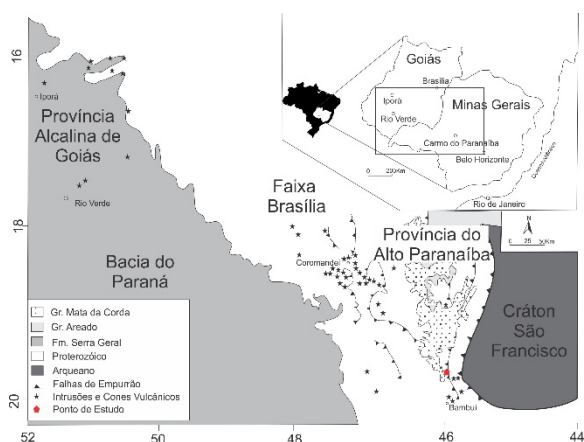 16
18
20
52
50
48
46
44
Iporá
Província
Alcalina de
Goiás
Rio Verde
Bacia do
Paraná
Faixa
Brasília
Coromandel
Província do
Alto Paranaíba
Cráton
São
Francisco
Bambuí
Goiás
Brasília
Minas Gerais
Iporá
Rio Verde
Carmo do Paranaíba
Belo Horizonte
Rio de Janeiro
200Km
N
0 25 50Km
Gr. Mata da Corda
Gr. Areado
Fm. Serra Geral
Proterozóico
Arqueano
Falhas de Empurrão
Intrusões e Cones Vulcânicos
Ponto de Estudo